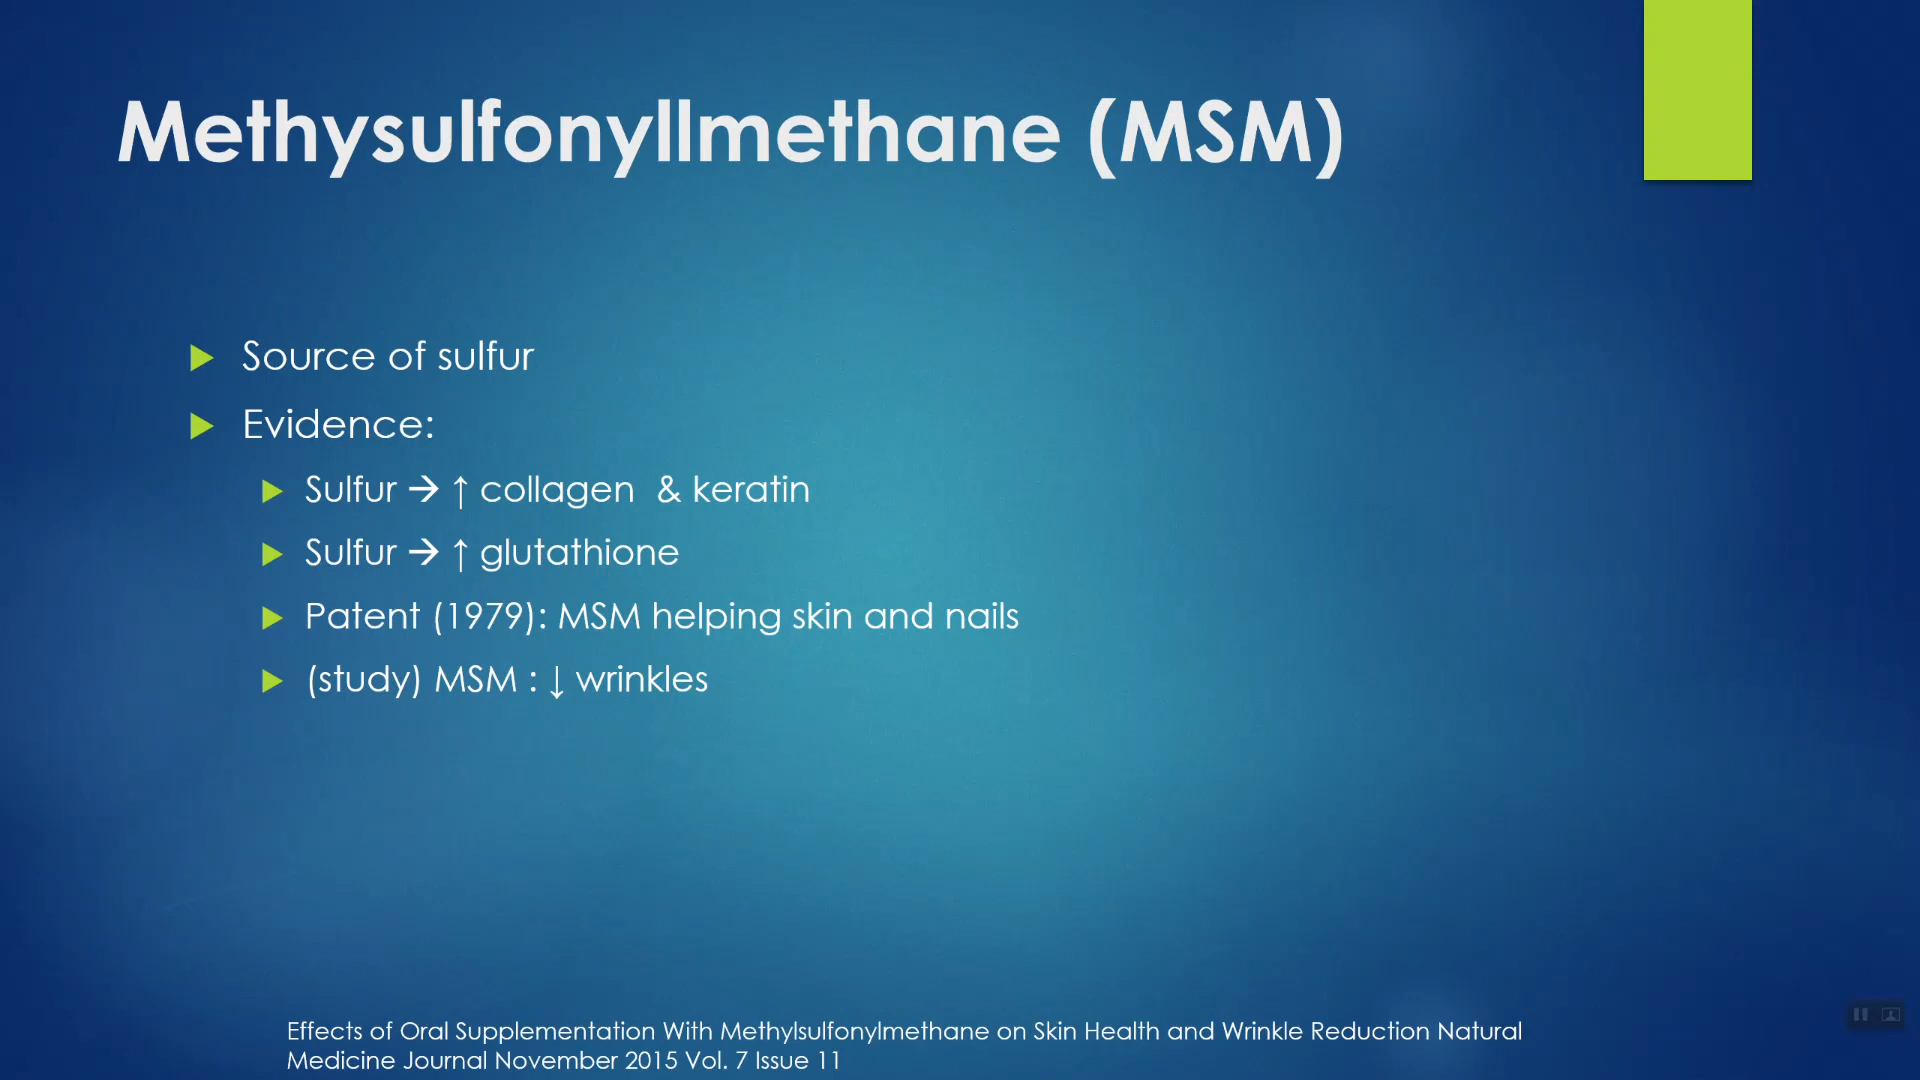 Methysulfonyllmethane (MSM)
Source of sulfur
Evidence:
Sulfur → ↑ collagen & keratin
Sulfur → ↑ glutathione
Patent (1979): MSM helping skin and nails
(study) MSM : ↓ wrinkles
Effects of Oral Supplementation With Methylsulfonylmethane on Skin Health and Wrinkle Reduction Natural
Medicine Journal November 2015 Vol. 7 Issue 11